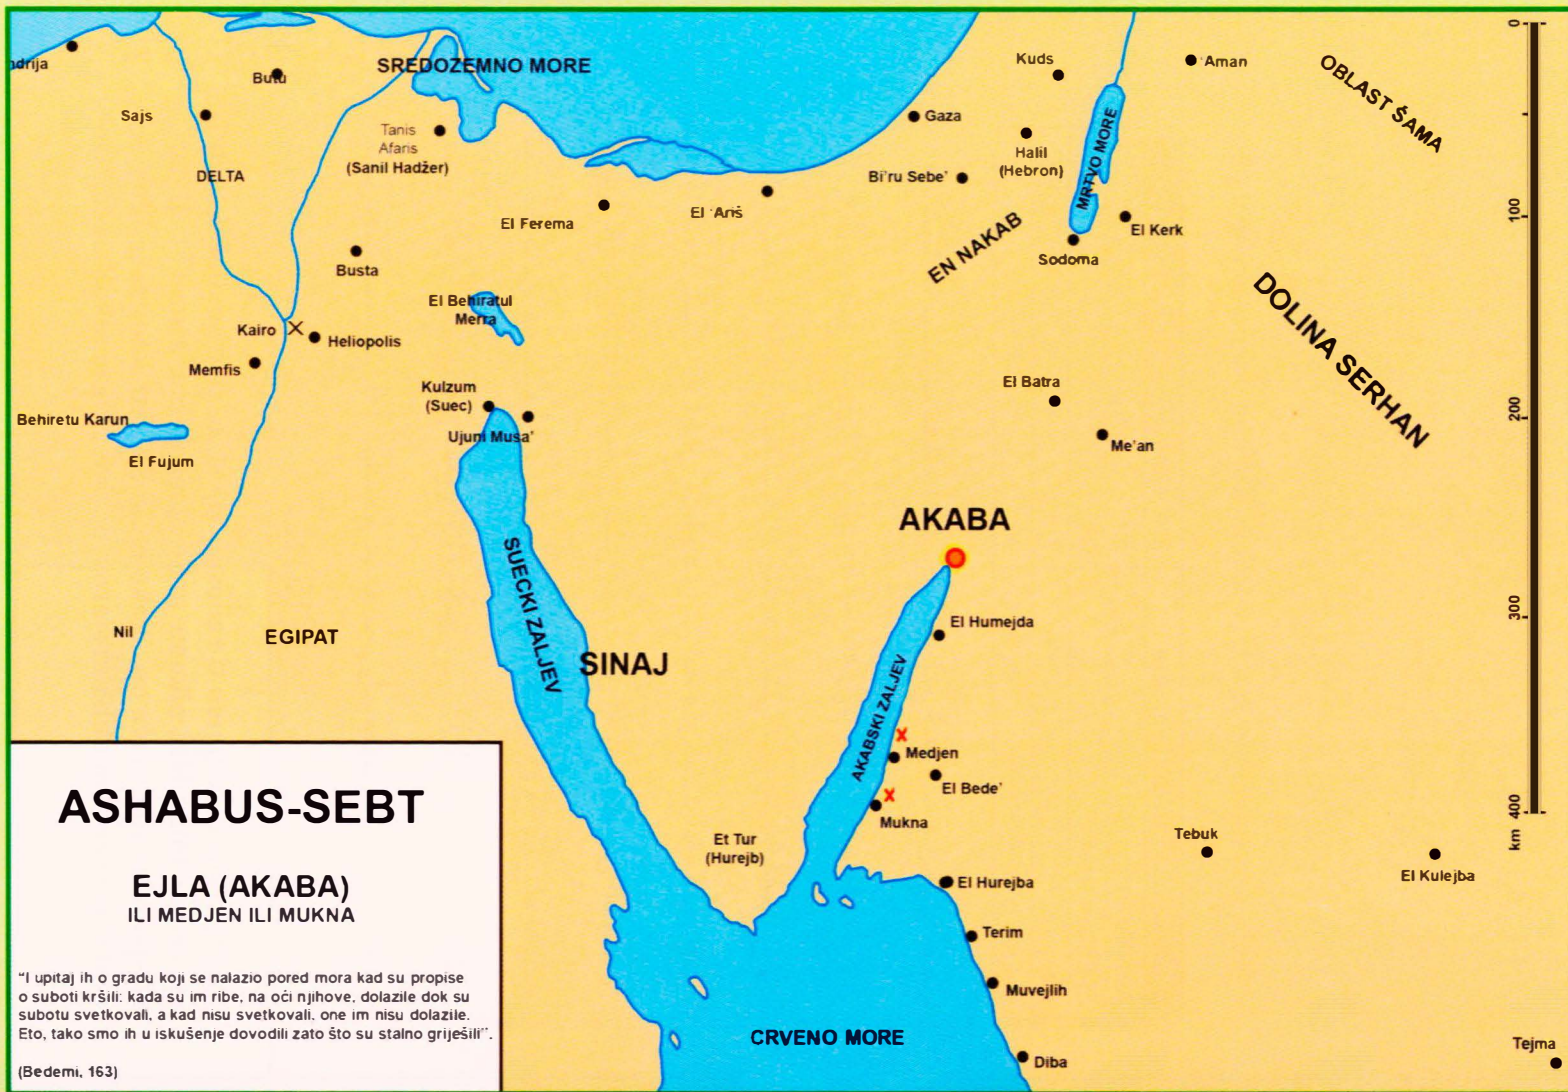 ndrija
Butu
SREDOZEMNO MORE
Kuds
Aman
OBLAST ŠAMA
0
Sajs
Tanis
Afaris
(Sanil Hadžer)
Gaza
Halil
(Hebron)
MRTVO MORE
DELTA
Bi'ru Sebe'
El Ferema
El 'Ariš
EN NAKAB
El Kerk
100
Sodoma
Busta
DOLINA SERHAN
El Behiratul
Merra
Kairo
Heliopolis
Memfis
Kulzum
(Suec)
El Batra
200
Behiretu Karun
Ujuni Musa'
Me'an
El Fujum
AKABA
SUECKI ZALJEV
300
Nil
EGIPAT
El Humejda
SINAJ
AKABSKI ZALJEV
Medjen
El Bede'
Mukna
400
km
Et Tur
(Hurejb)
Tebuk
El Kulejba
El Hurejba
Terim
Muvejlih
CRVENO MORE
Diba
Tejma
ASHABUS-SEBT
EJLA (AKABA)
ILI MEDJEN ILI MUKNA
"I upitaj ih o gradu koji se nalazio pored mora kad su propise
o suboti kršili: kada su im ribe, na oči njihove, dolazile dok su
subotu svetkovali, a kad nisu svetkovali, one im nisu dolazile.
Eto, tako smo ih u iskušenje dovodili zato što su stalno griješili".
(Bedemi, 163)